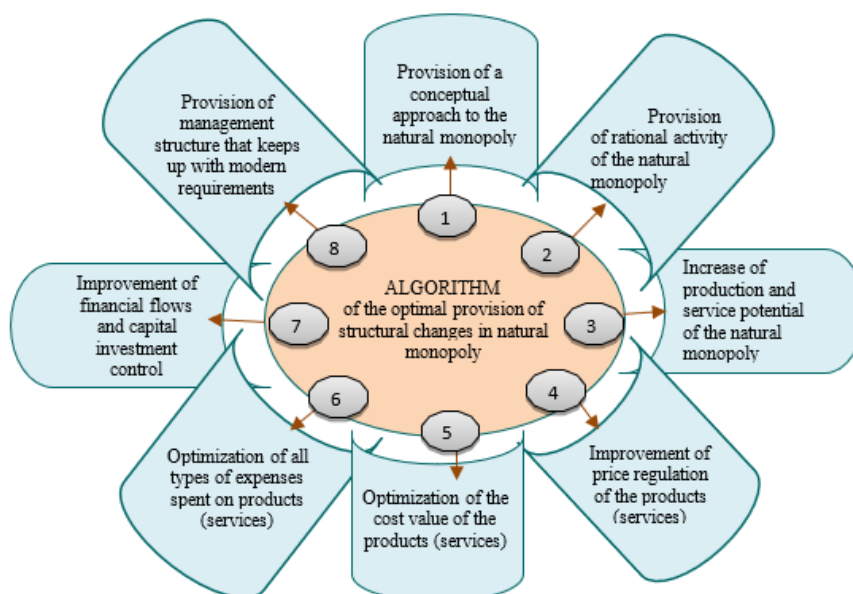 Provision of a
conceptual
approach to the
natural monopoly
Provision
of rational activity
of the natural
monopoly
Increase of
production and
service potential
of the natural
monopoly
Improvement of
price regulation
of the products
(services)
Optimization of the
cost value of the
products (services)
Optimization of all
types of expenses
spent on products
(services)
Improvement of
financial flows
and capital
investment
control
Provision of
management
structure that keeps
up with modern
requirements
1
2
3
4
5
6
7
8
ALGORITHM
of the optimal provision of
structural changes in natural
monopoly